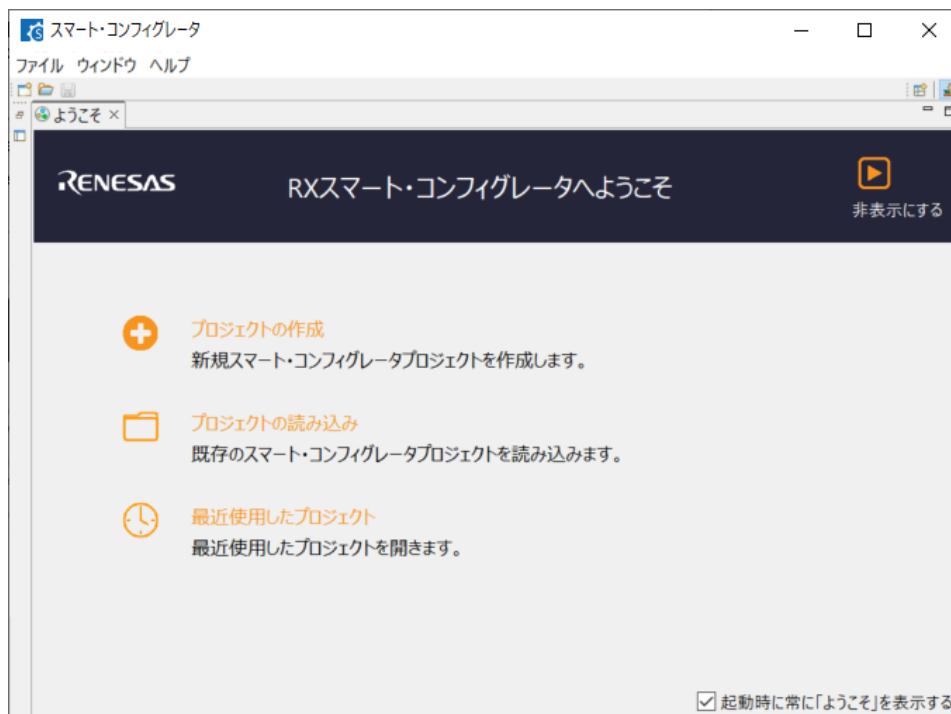 スマート・コンフィグレータ
ファイル ウィンドウ ヘルプ
ようこそ
RENESAS
RXスマート・コンフィグレータへようこそ
非表示にする
プロジェクトの作成
新規スマート・コンフィグレータプロジェクトを作成します。
プロジェクトの読み込み
既存のスマート・コンフィグレータプロジェクトを読み込みます。
最近使用したプロジェクト
最近使用したプロジェクトを開きます。
起動時に常に「ようこそ」を表示する